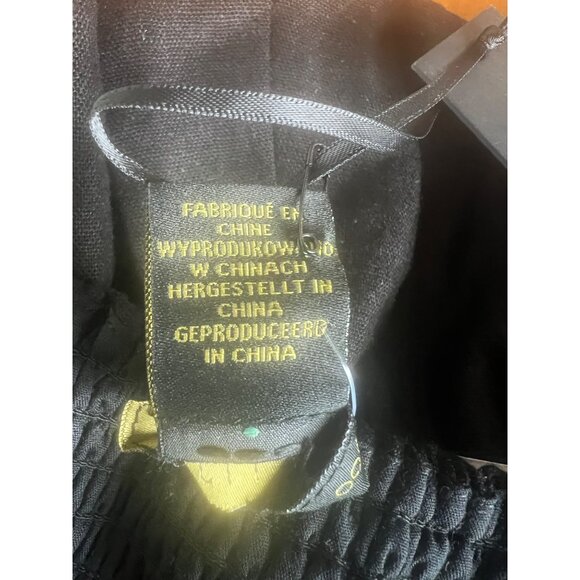 FABRIQUÉ EN
CHINE
WYPRODUKOWANO
W CHINACH
HERGESTELLT IN
CHINA
GEPRODUCEERD
IN CHINA